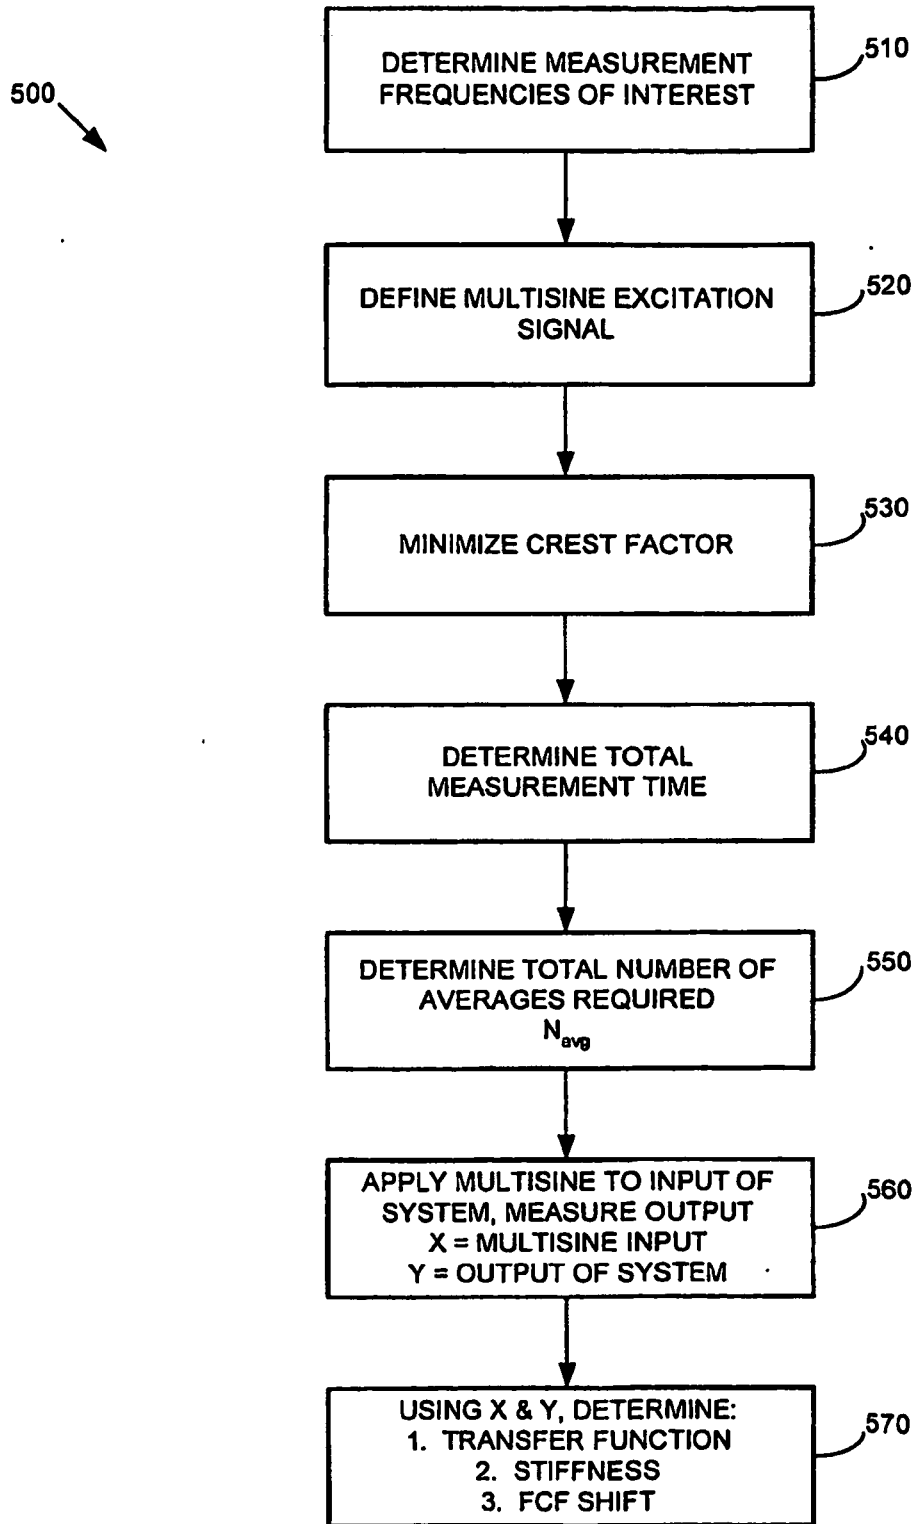 500
DETERMINE MEASUREMENT
FREQUENCIES OF INTEREST
510
DEFINE MULTISINE EXCITATION
SIGNAL
520
MINIMIZE CREST FACTOR
530
DETERMINE TOTAL
MEASUREMENT TIME
540
DETERMINE TOTAL NUMBER OF
AVERAGES REQUIRED
Navg
550
APPLY MULTISINE TO INPUT OF
SYSTEM, MEASURE OUTPUT
X = MULTISINE INPUT
Y = OUTPUT OF SYSTEM
560
USING X & Y, DETERMINE:
1. TRANSFER FUNCTION
2. STIFFNESS
3. FCF SHIFT
570